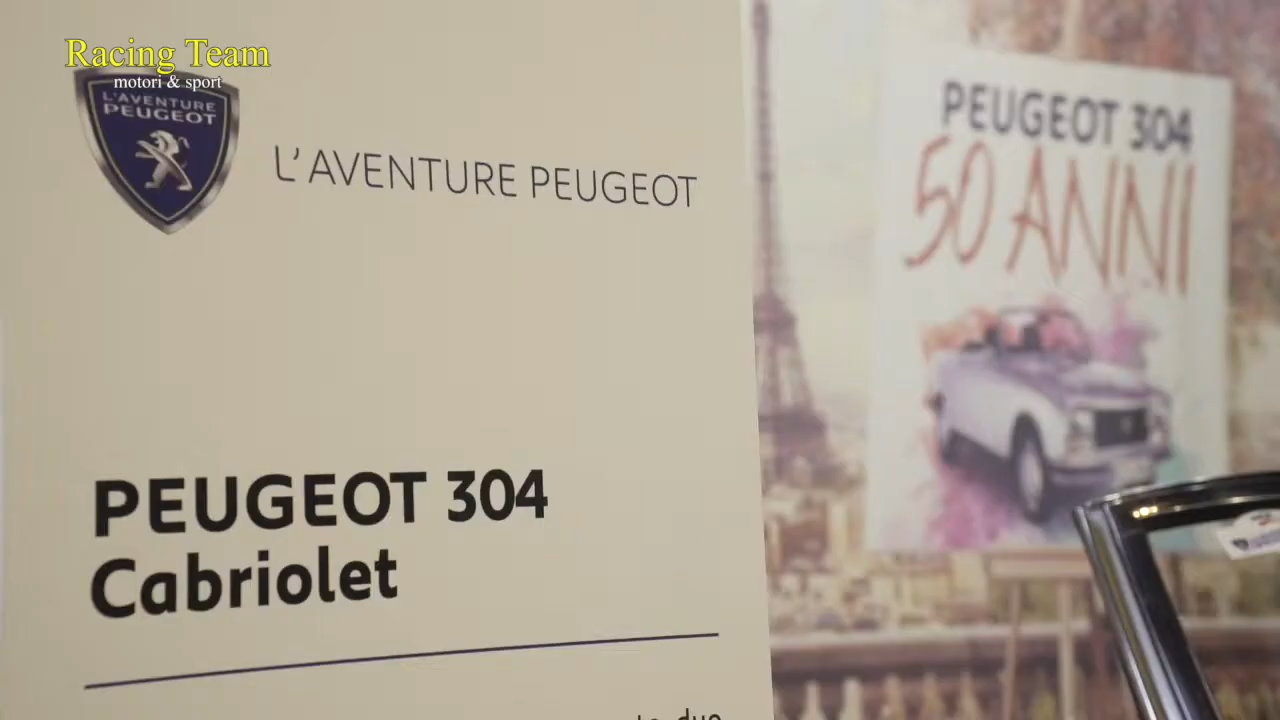 Racing Team
motori & sport
L'AVENTURE
PEUGEOT
L'AVENTURE PEUGEOT
PEUGEOT 304
Cabriolet
PEUGEOT 304
50 ANNI